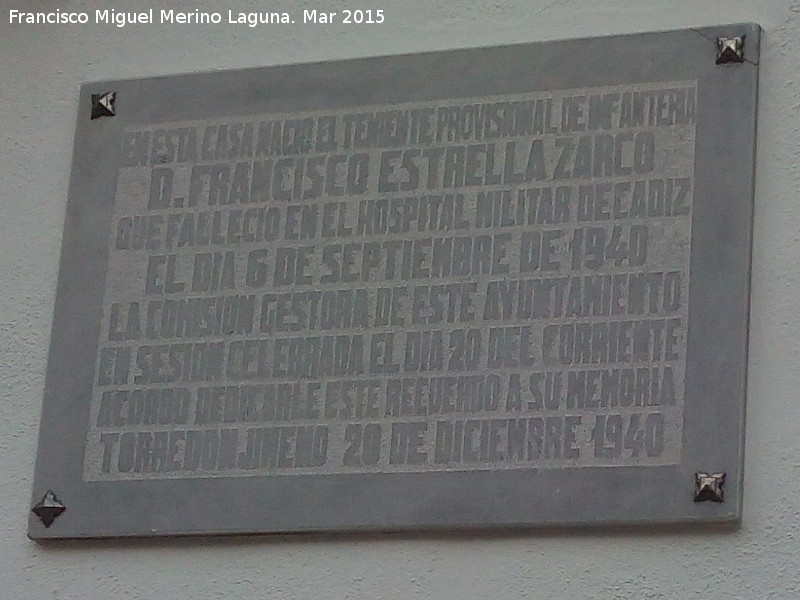 Francisco Miguel Merino Laguna. Mar 2015
EN ESTA CASA NACIO EL TENIENTE PROVISIONAL DE INFANTERIA
D. FRANCISCO ESTRELLA ZARCO
QUE FALLECIO EN EL HOSPITAL MILITAR DE CADIZ
EL DIA 6 DE SEPTIEMBRE DE 1940
LA COMISION GESTORA DE ESTE AYUNTAMIENTO
EN SESION CELEBRADA EL DIA 20 DEL CORRIENTE
ACORDO DEDICARLE ESTE RECUERDO A SU MEMORIA
TORREDONJIMENO 20 DE DICIEMBRE 1940